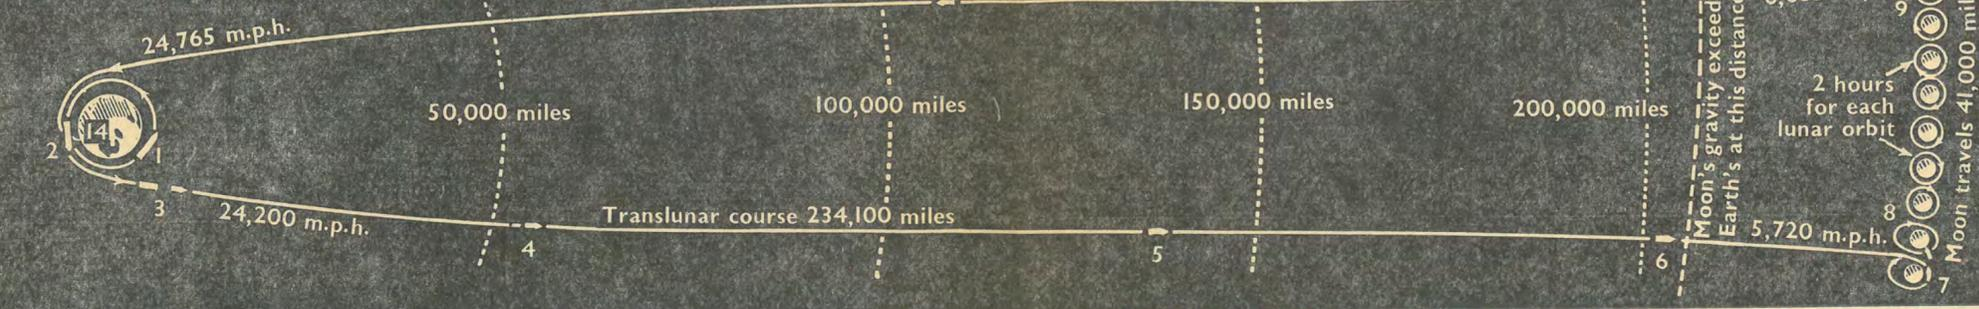 24,765 m.p.h.
50,000 miles
100,000 miles
150,000 miles
200,000 miles
14
2
1
3
24,200 m.p.h.
4
Translunar course 234,100 miles
5
6
Moon's gravity exceed
Earth's at this distance
5,720 m.p.h.
7
8
9
2 hours
for each
lunar orbit
Moon travels 41,000 mil